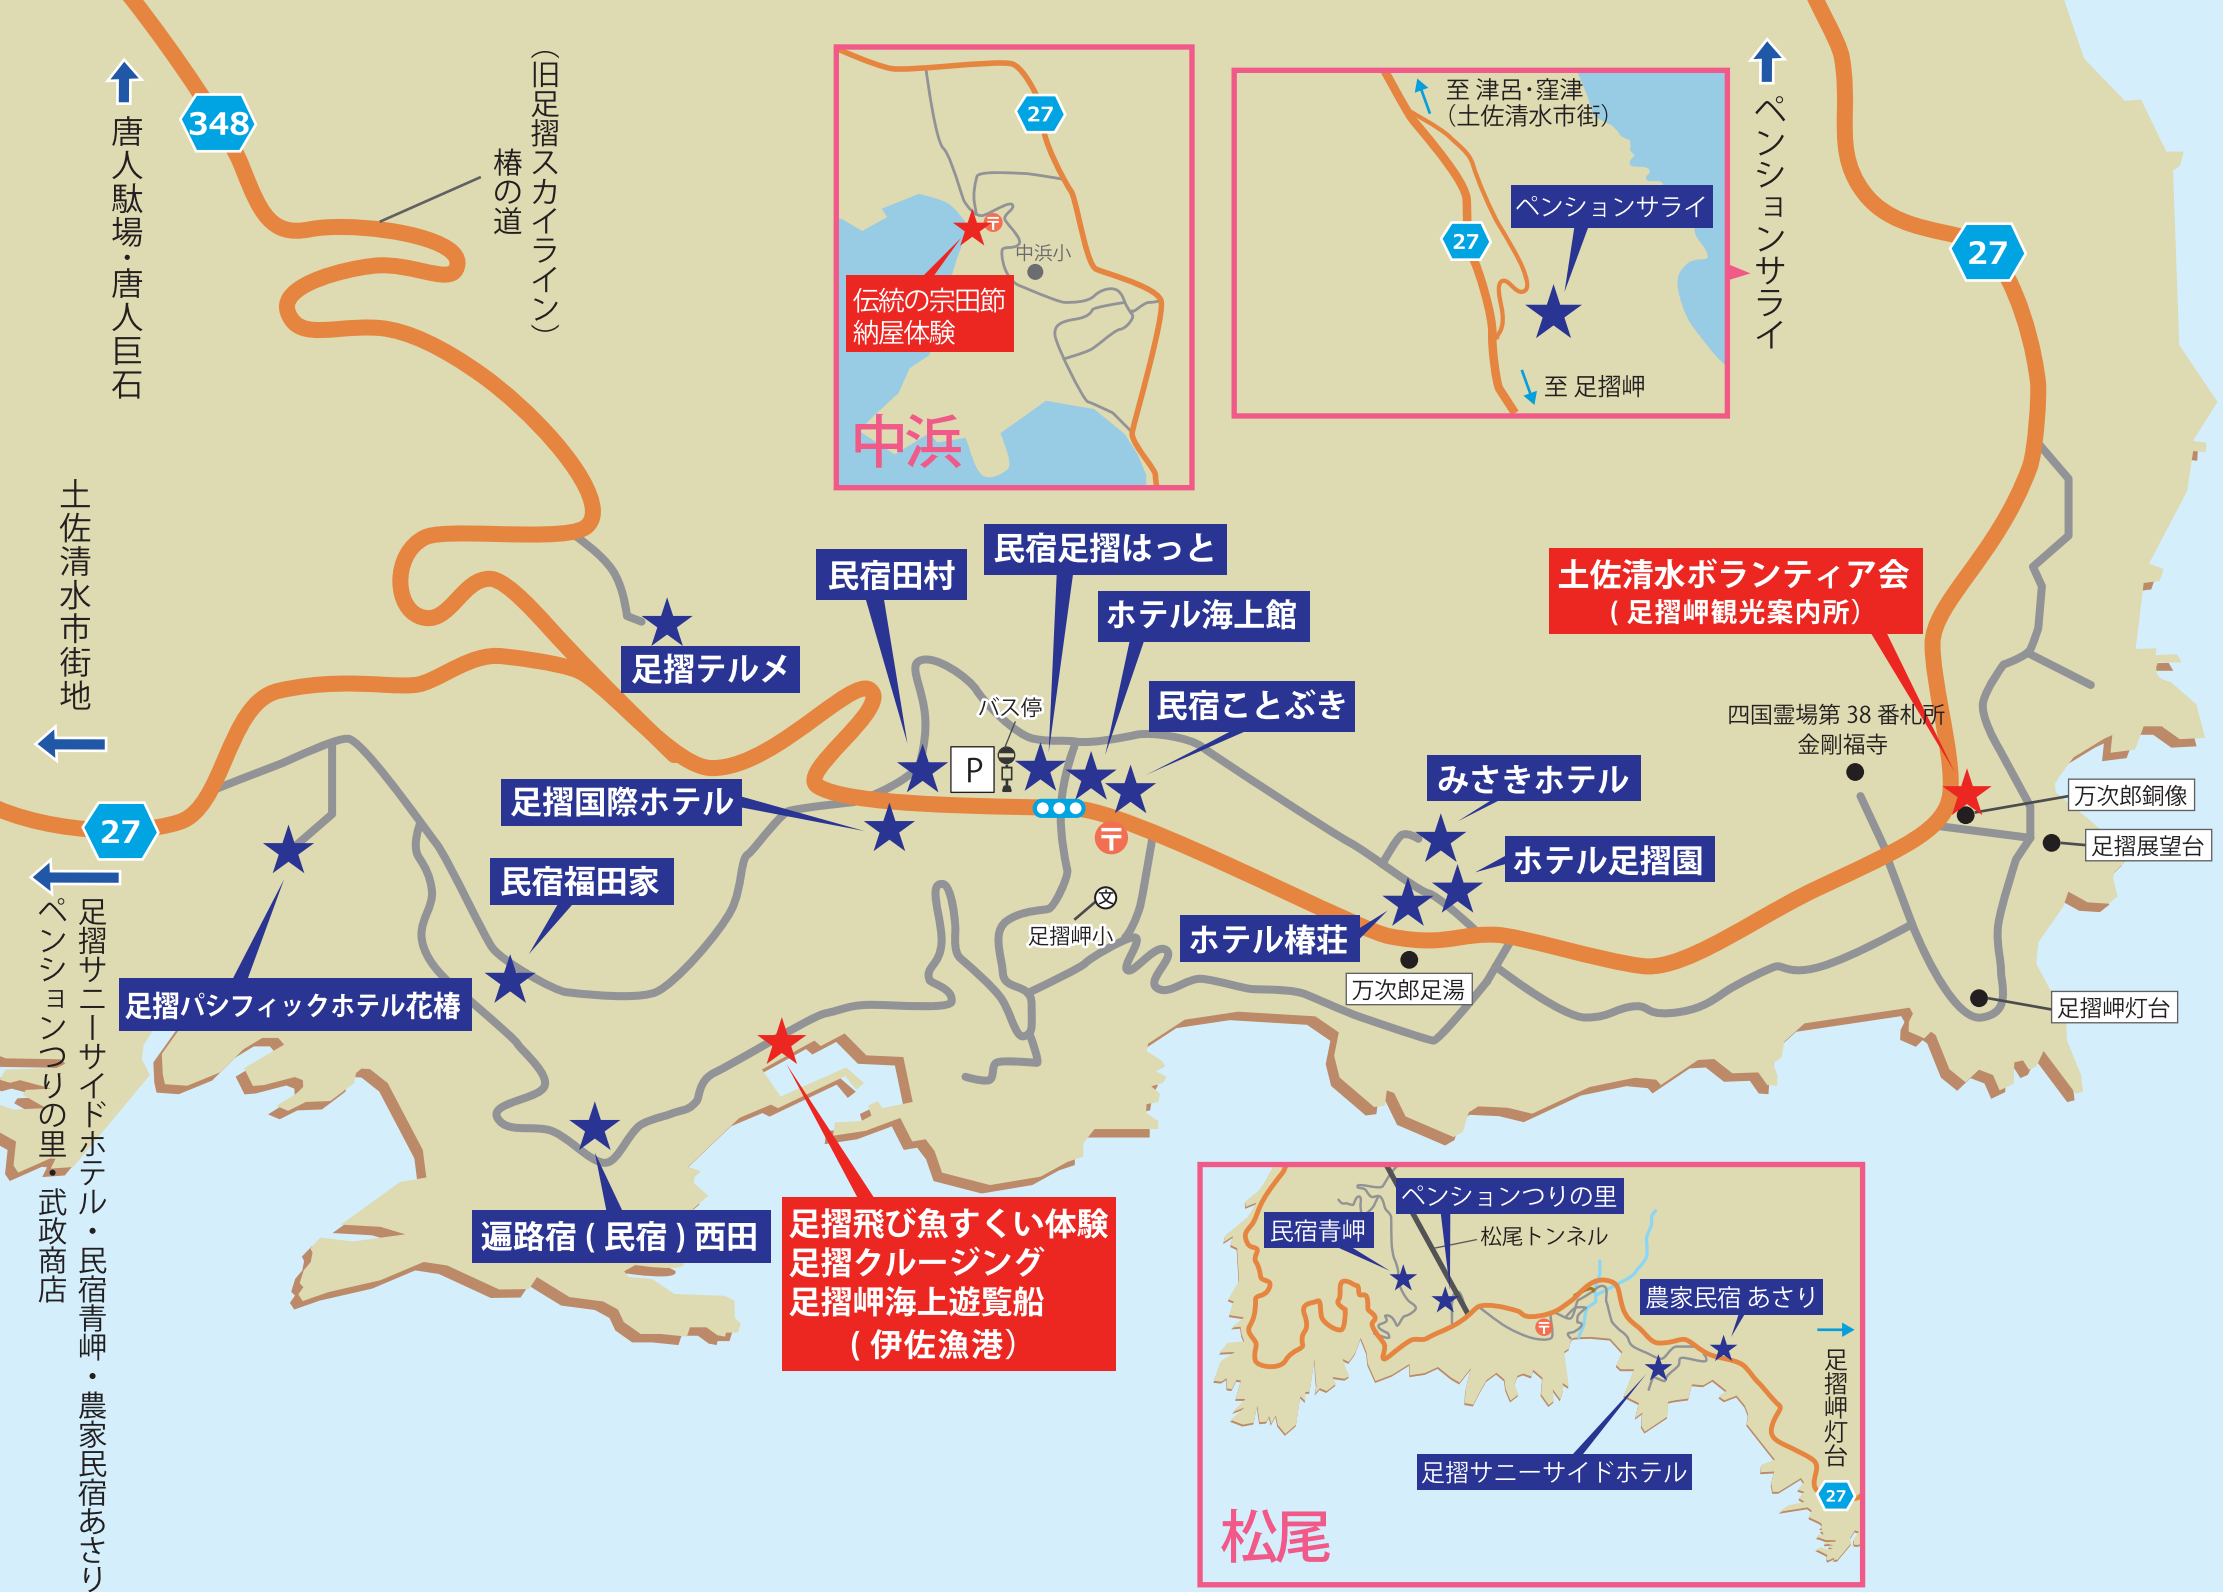 348
唐人駄場・唐人巨石
(旧足摺スカイライン)
椿の道
土佐清水市街地
27
足摺サニーサイドホテル・民宿青岬・農家民宿あさり
ペンションつりの里・武政商店
27
中浜小
伝統の宗田節
納屋体験
中浜
至 津呂・窪津
(土佐清水市街)
ペンションサライ
27
至 足摺岬
ペンションサライ
27
民宿田村
民宿足摺はっと
ホテル海上館
民宿ことぶき
足摺テルメ
バス停
P
足摺国際ホテル
民宿福田家
足摺パシフィックホテル花椿
文
足摺岬小
土佐清水ボランティア会
(足摺岬観光案内所)
四国霊場第 38 番札所
金剛福寺
万次郎銅像
足摺展望台
足摺岬灯台
みさきホテル
ホテル足摺園
ホテル椿荘
万次郎足湯
遍路宿(民宿)西田
足摺飛び魚すくい体験
足摺クルージング
足摺岬海上遊覧船
(伊佐漁港)
ペンションつりの里
民宿青岬
松尾トンネル
農家民宿 あさり
足摺岬灯台
足摺サニーサイドホテル
27
松尾